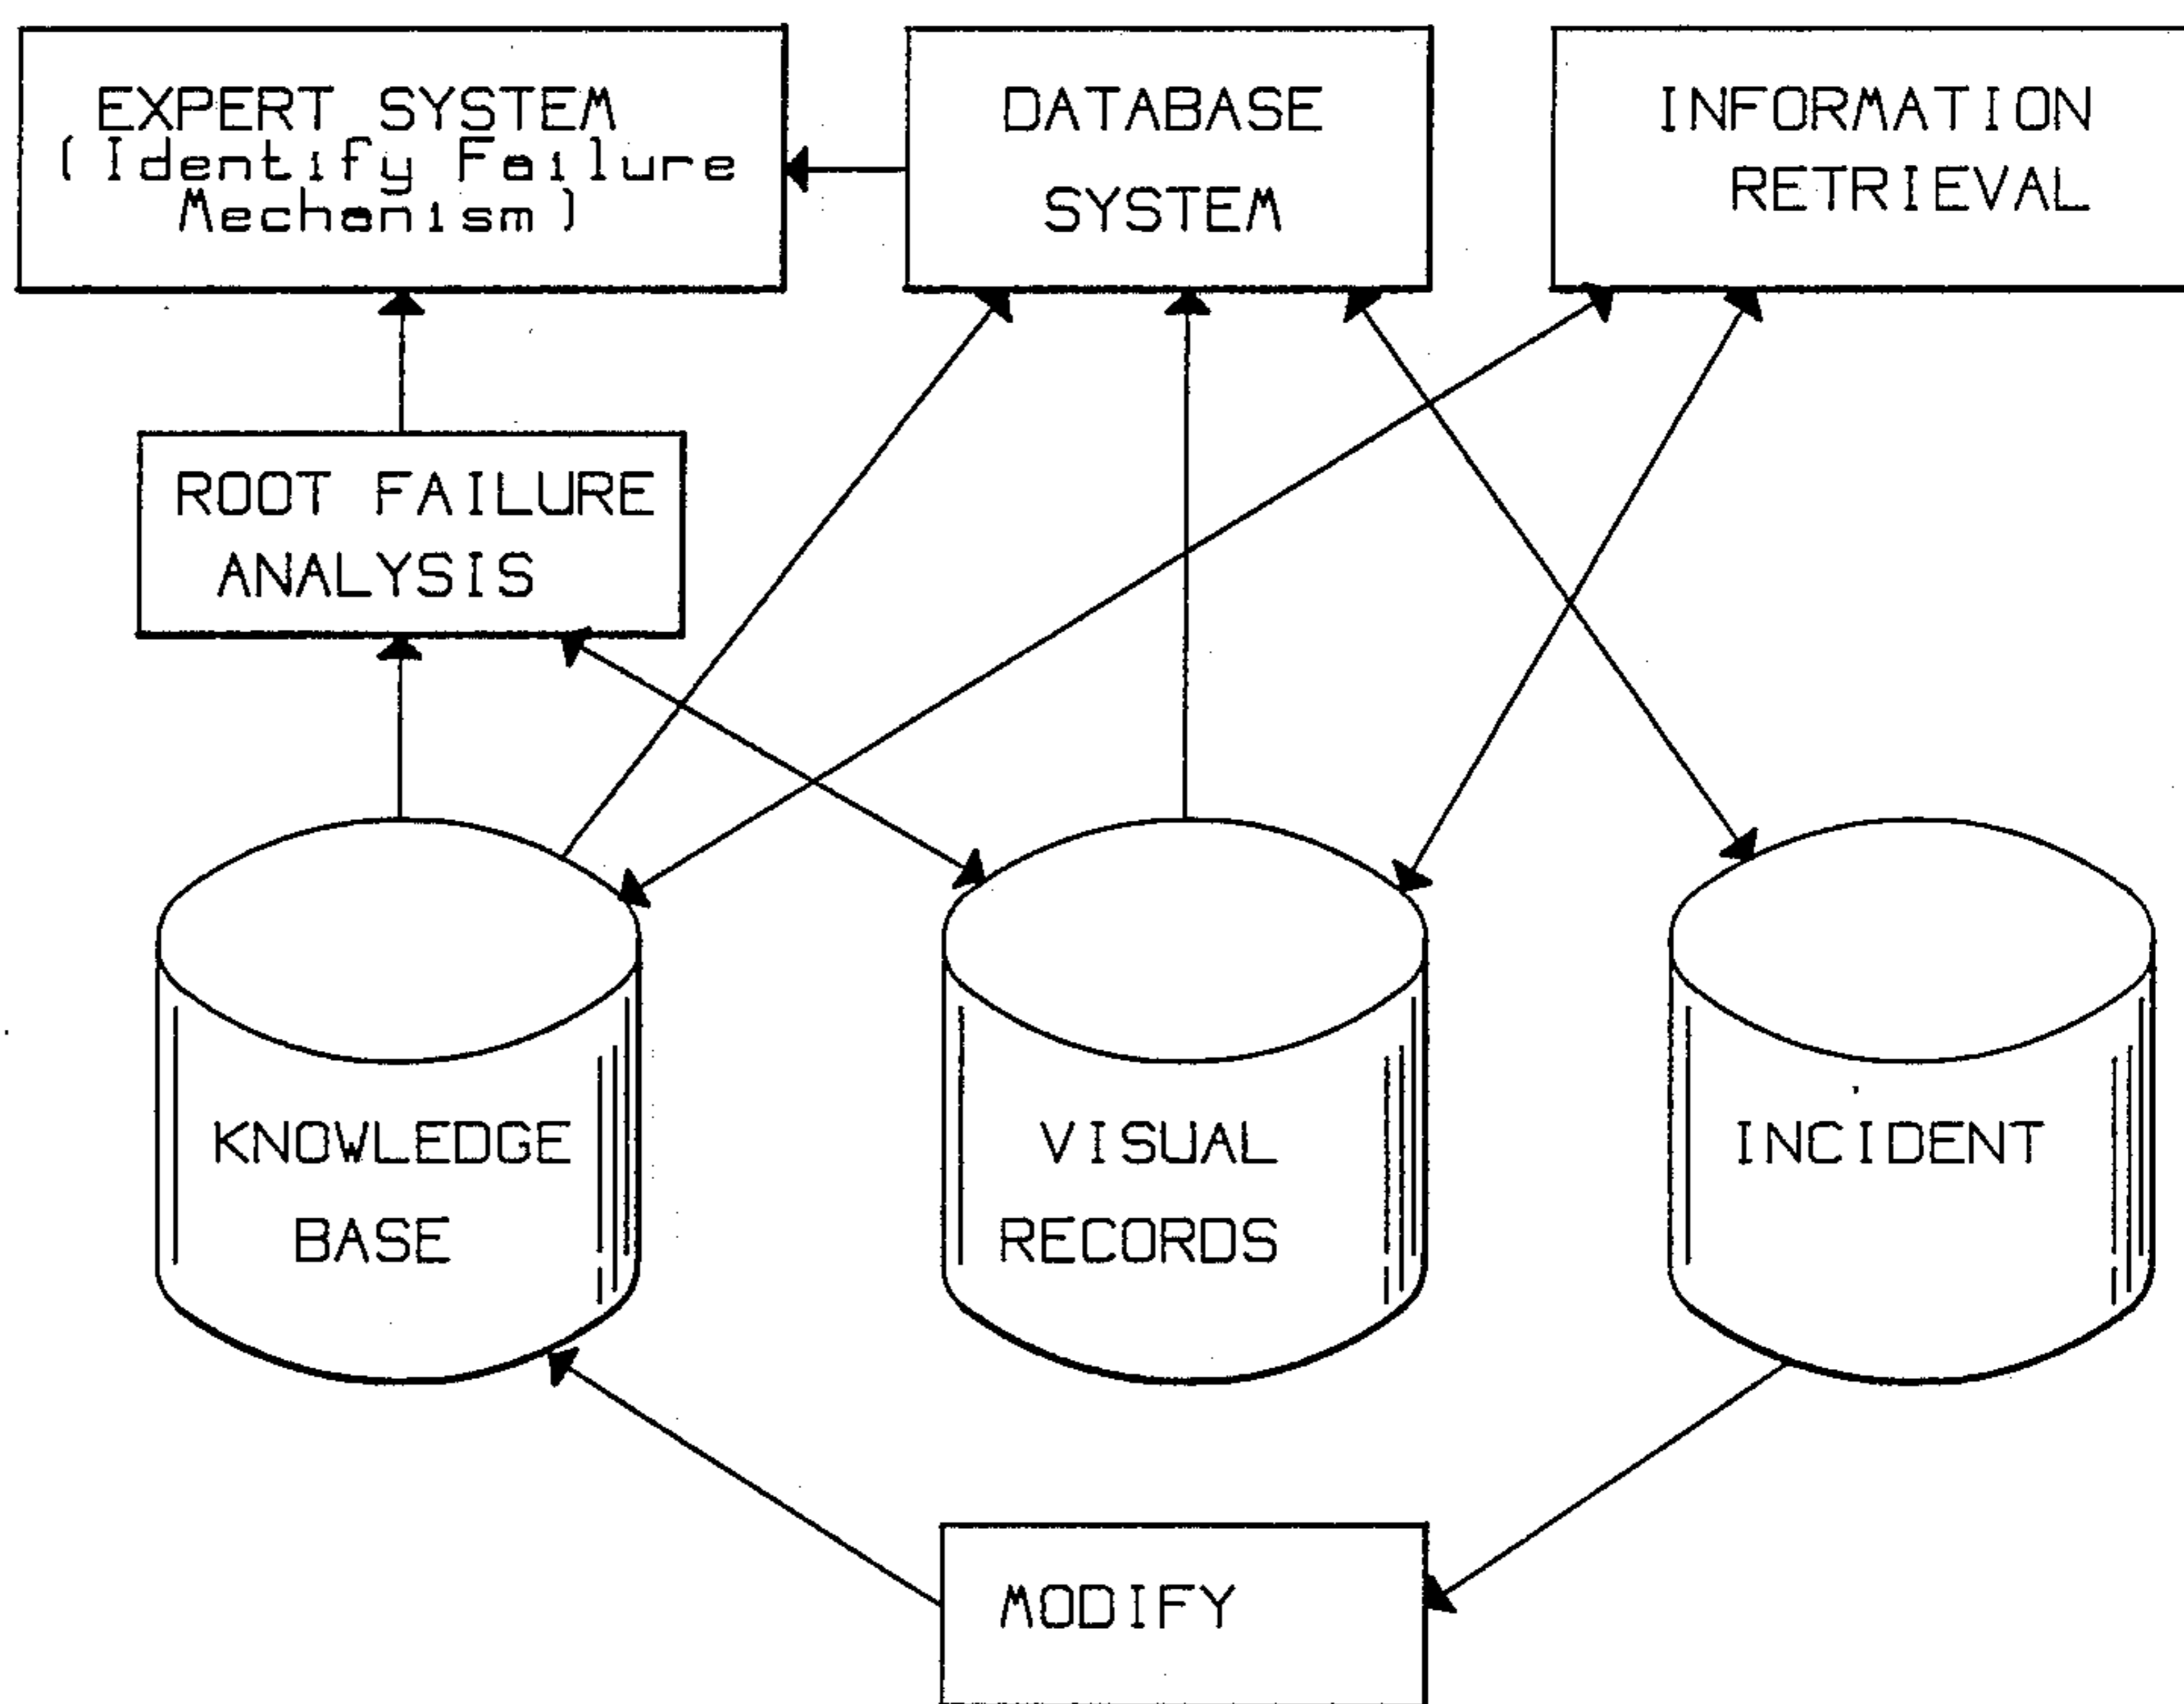 EXPERT SYSTEM
(Identify Failure
Mechanism)
DATABASE
SYSTEM
INFORMATION
RETRIEVAL
ROOT FAILURE
ANALYSIS
KNOWLEDGE
BASE
VISUAL
RECORDS
INCIDENT
MODIFY